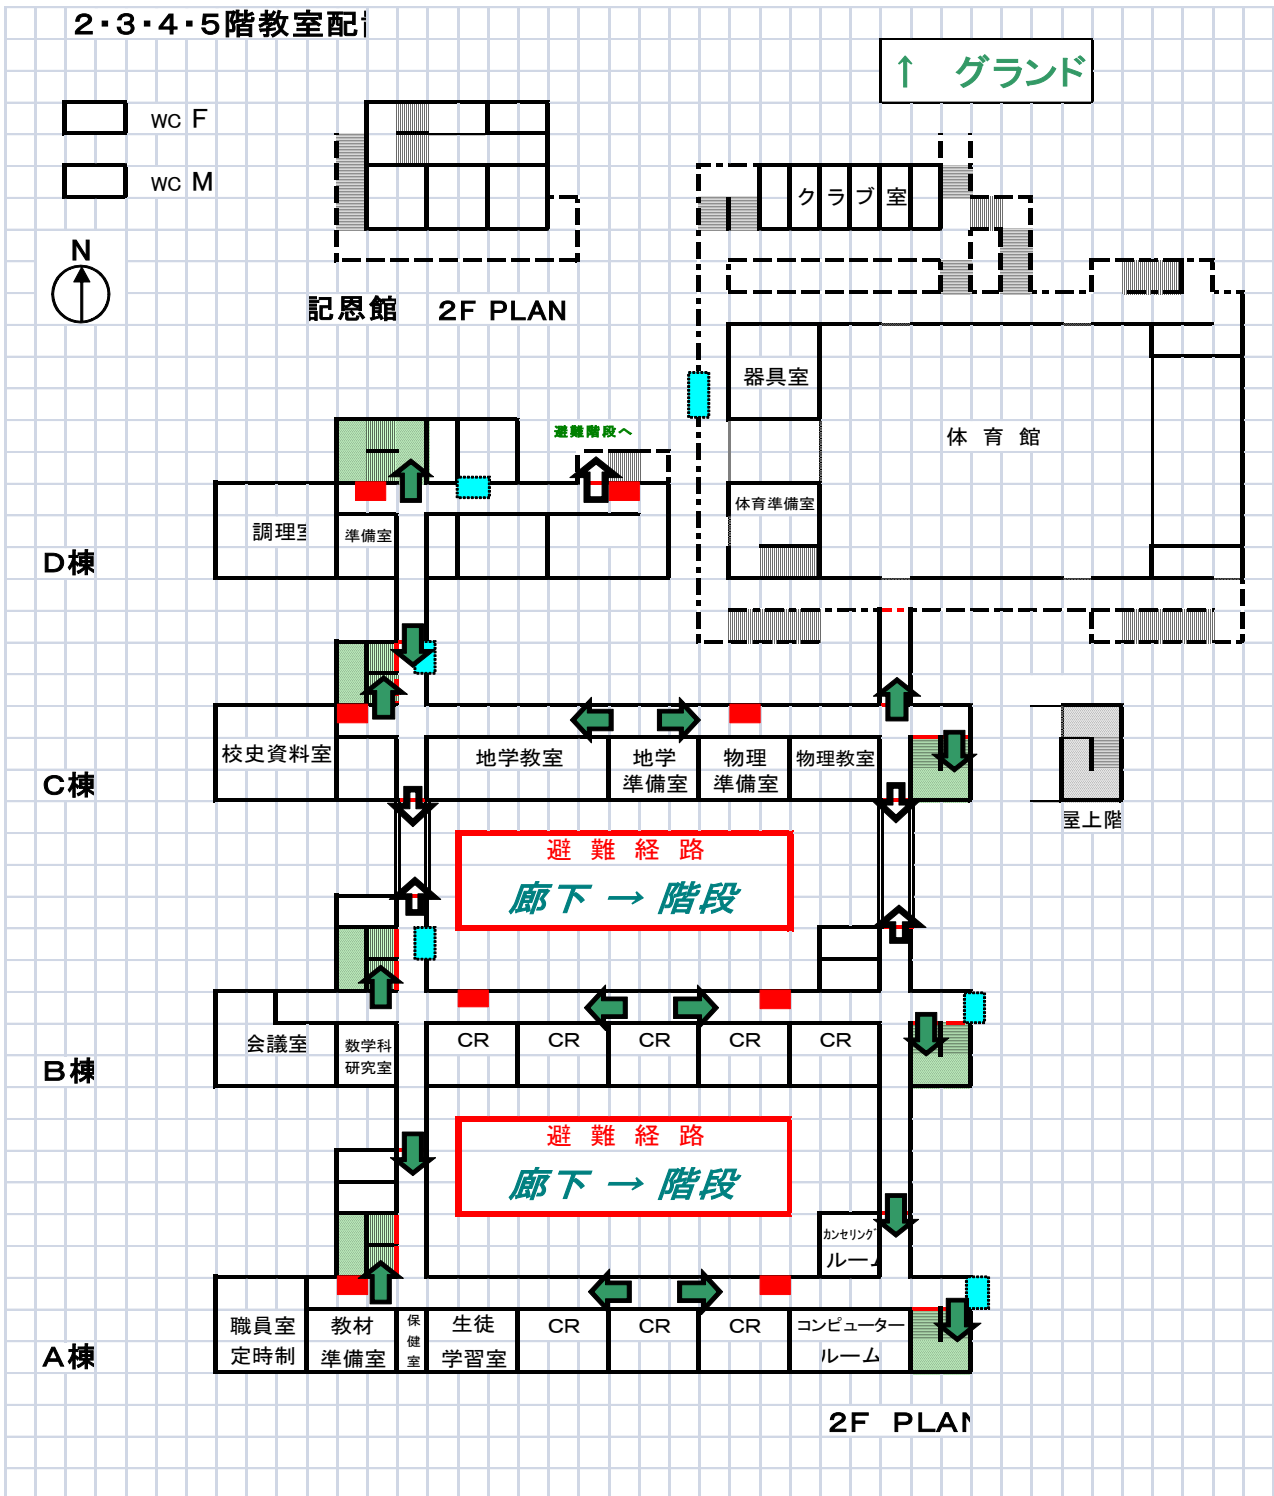 2・3・4・5階教室配
↑ グランド
WC F
WC M
N
クラブ室
記恩館 2F PLAN
器具室
体育館
避難階段へ
体育準備室
調理室
準備室
D棟
校史資料室
地学教室
地学
準備室
物理
準備室
物理教室
C棟
屋上階
避難経路
廊下 → 階段
会議室
数学科
研究室
CR
CR
CR
CR
CR
B棟
避難経路
廊下 → 階段
カンセリング
ルーム
職員室
定時制
教材
準備室
保健室
生徒
学習室
CR
CR
CR
コンピューター
ルーム
A棟
2F PLAN